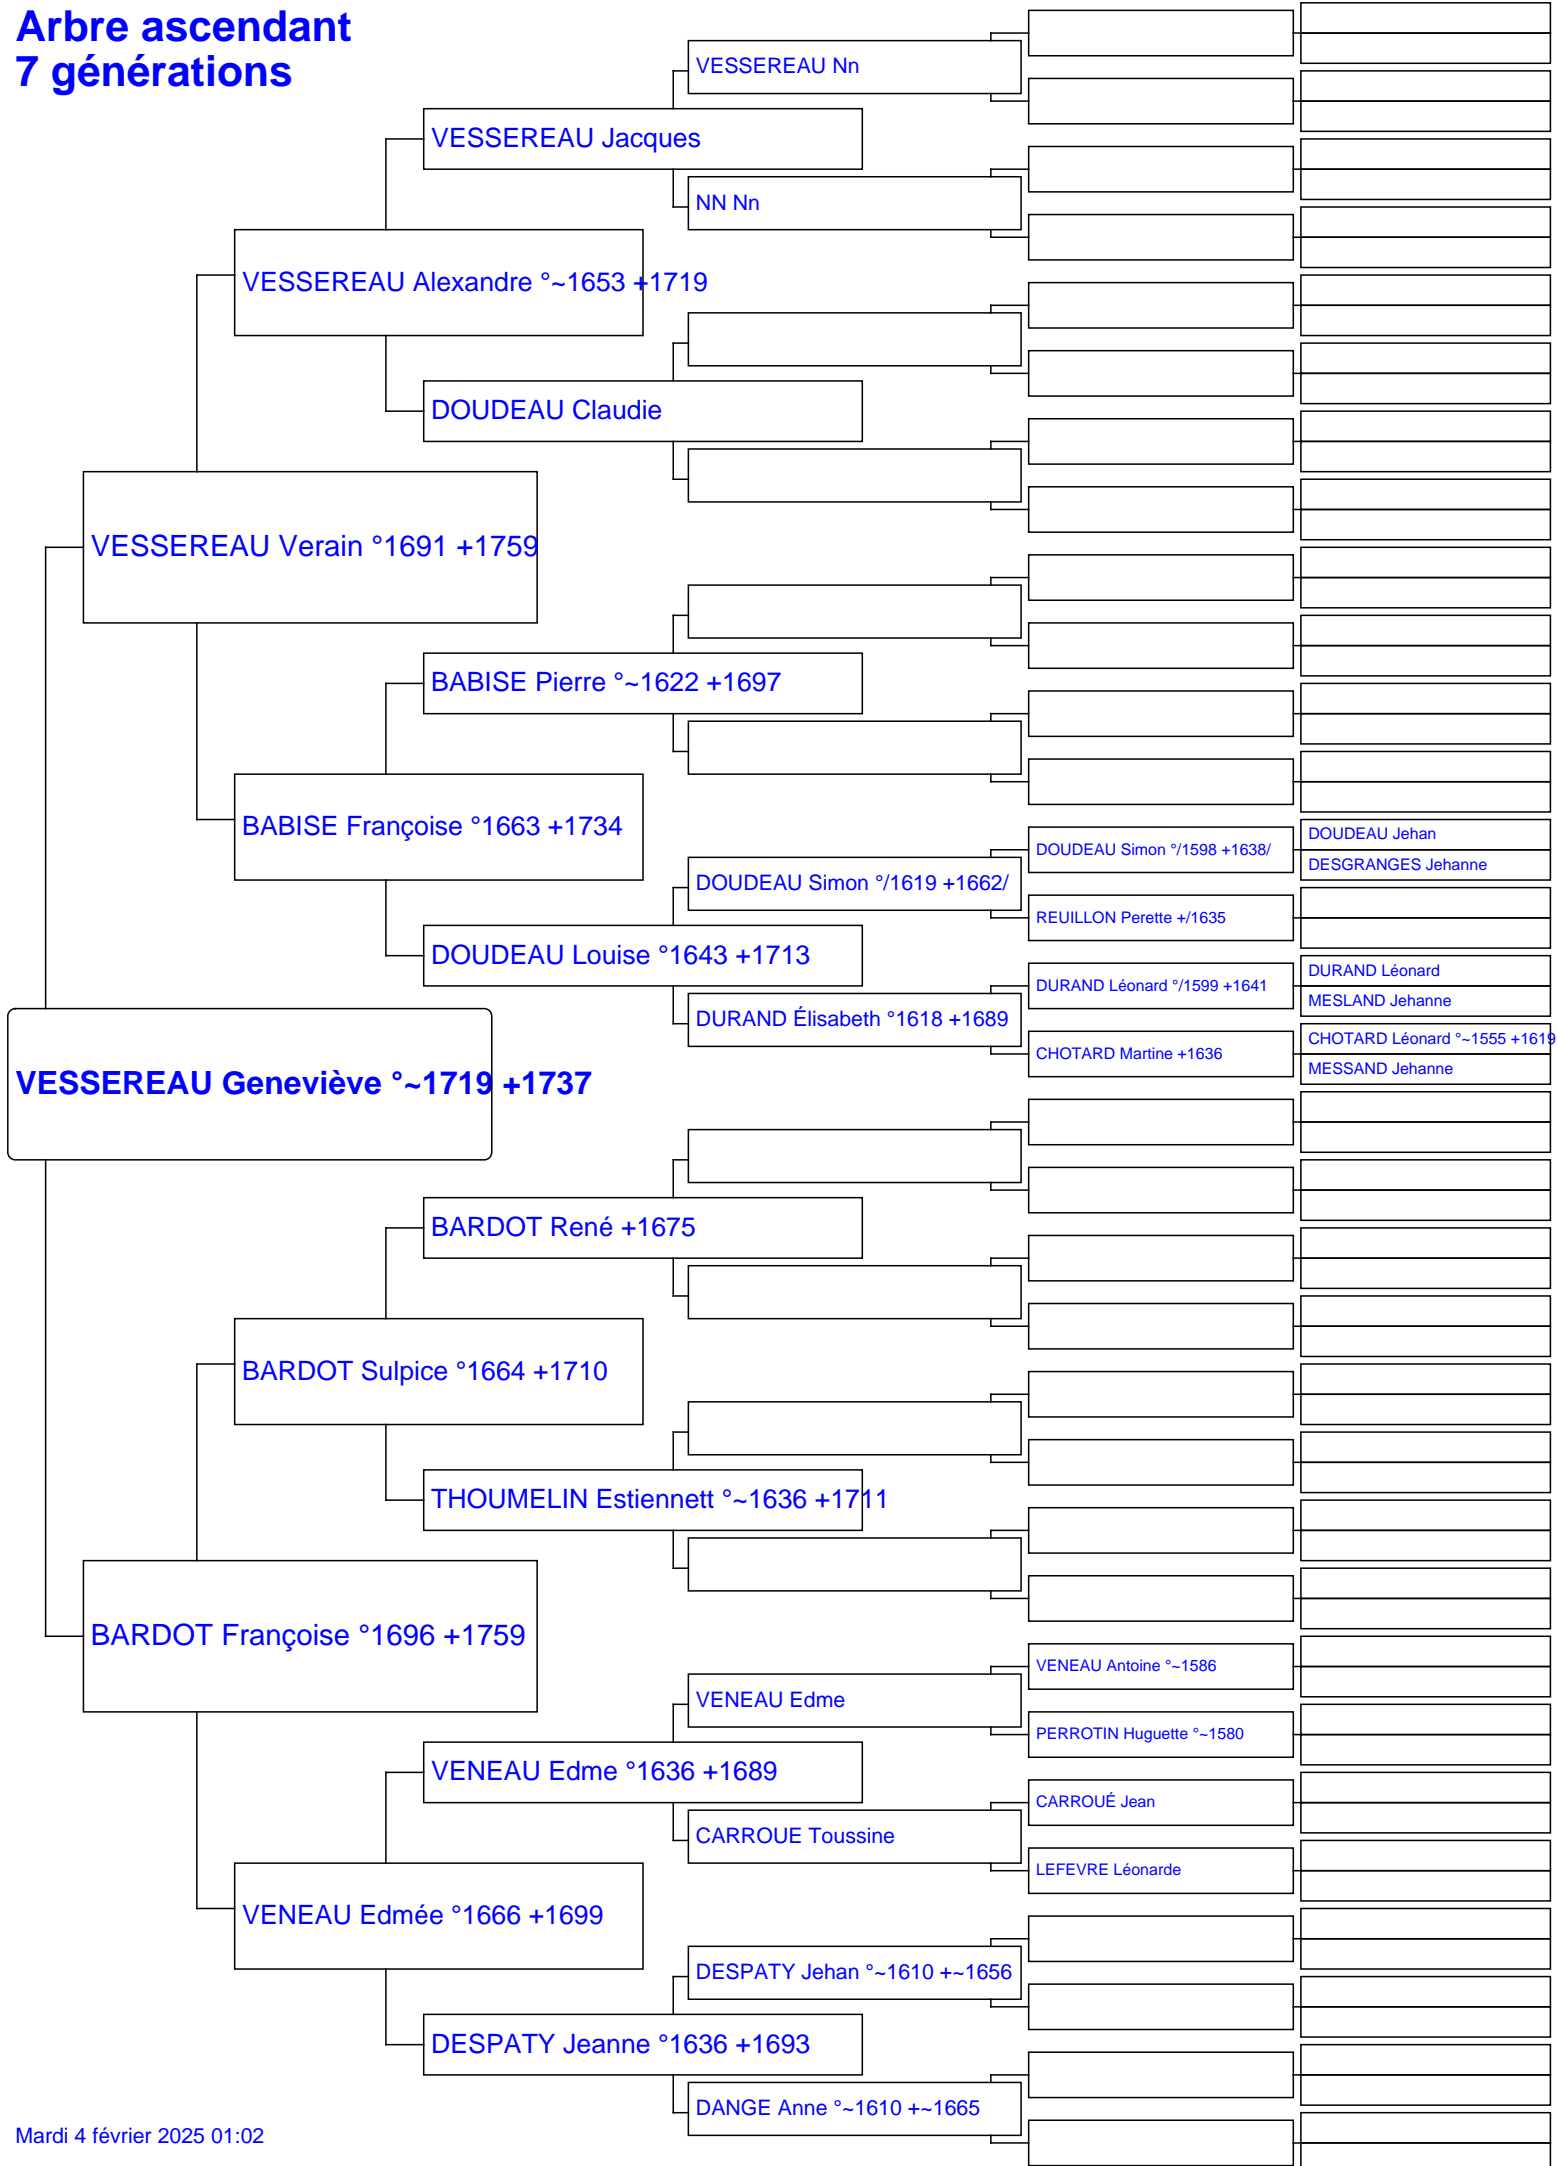 Arbre ascendant
7 générations
VESSEREAU Nn
VESSEREAU Jacques
NN Nn
VESSEREAU Alexandre °~1653 +1719
DOUDEAU Claudie
VESSEREAU Verain °1691 +1759
BABISE Pierre °~1622 +1697
BABISE Françoise °1663 +1734
DOUDEAU Jehan
DOUDEAU Simon °/1598 +1638/
DESGRANGES Jehanne
DOUDEAU Simon °/1619 +1662/
REUILLON Perette +/1635
DOUDEAU Louise °1643 +1713
DURAND Léonard
DURAND Léonard °/1599 +1641
MESLAND Jehanne
DURAND Élisabeth °1618 +1689
CHOTARD Léonard °~1555 +1619
CHOTARD Martine +1636
MESSAND Jehanne
VESSEREAU Geneviève °~1719 +1737
BARDOT René +1675
BARDOT Sulpice °1664 +1710
THOUMELIN Estiennett °~1636 +1711
BARDOT Françoise °1696 +1759
VENEAU Antoine °~1586
VENEAU Edme
PERROTIN Huguette °~1580
VENEAU Edme °1636 +1689
CARROUÉ Jean
CARROUE Toussine
LEFEVRE Léonarde
VENEAU Edmée °1666 +1699
DESPATY Jehan °~1610 +~1656
DESPATY Jeanne °1636 +1693
DANGE Anne °~1610 +~1665
Mardi 4 février 2025 01:02